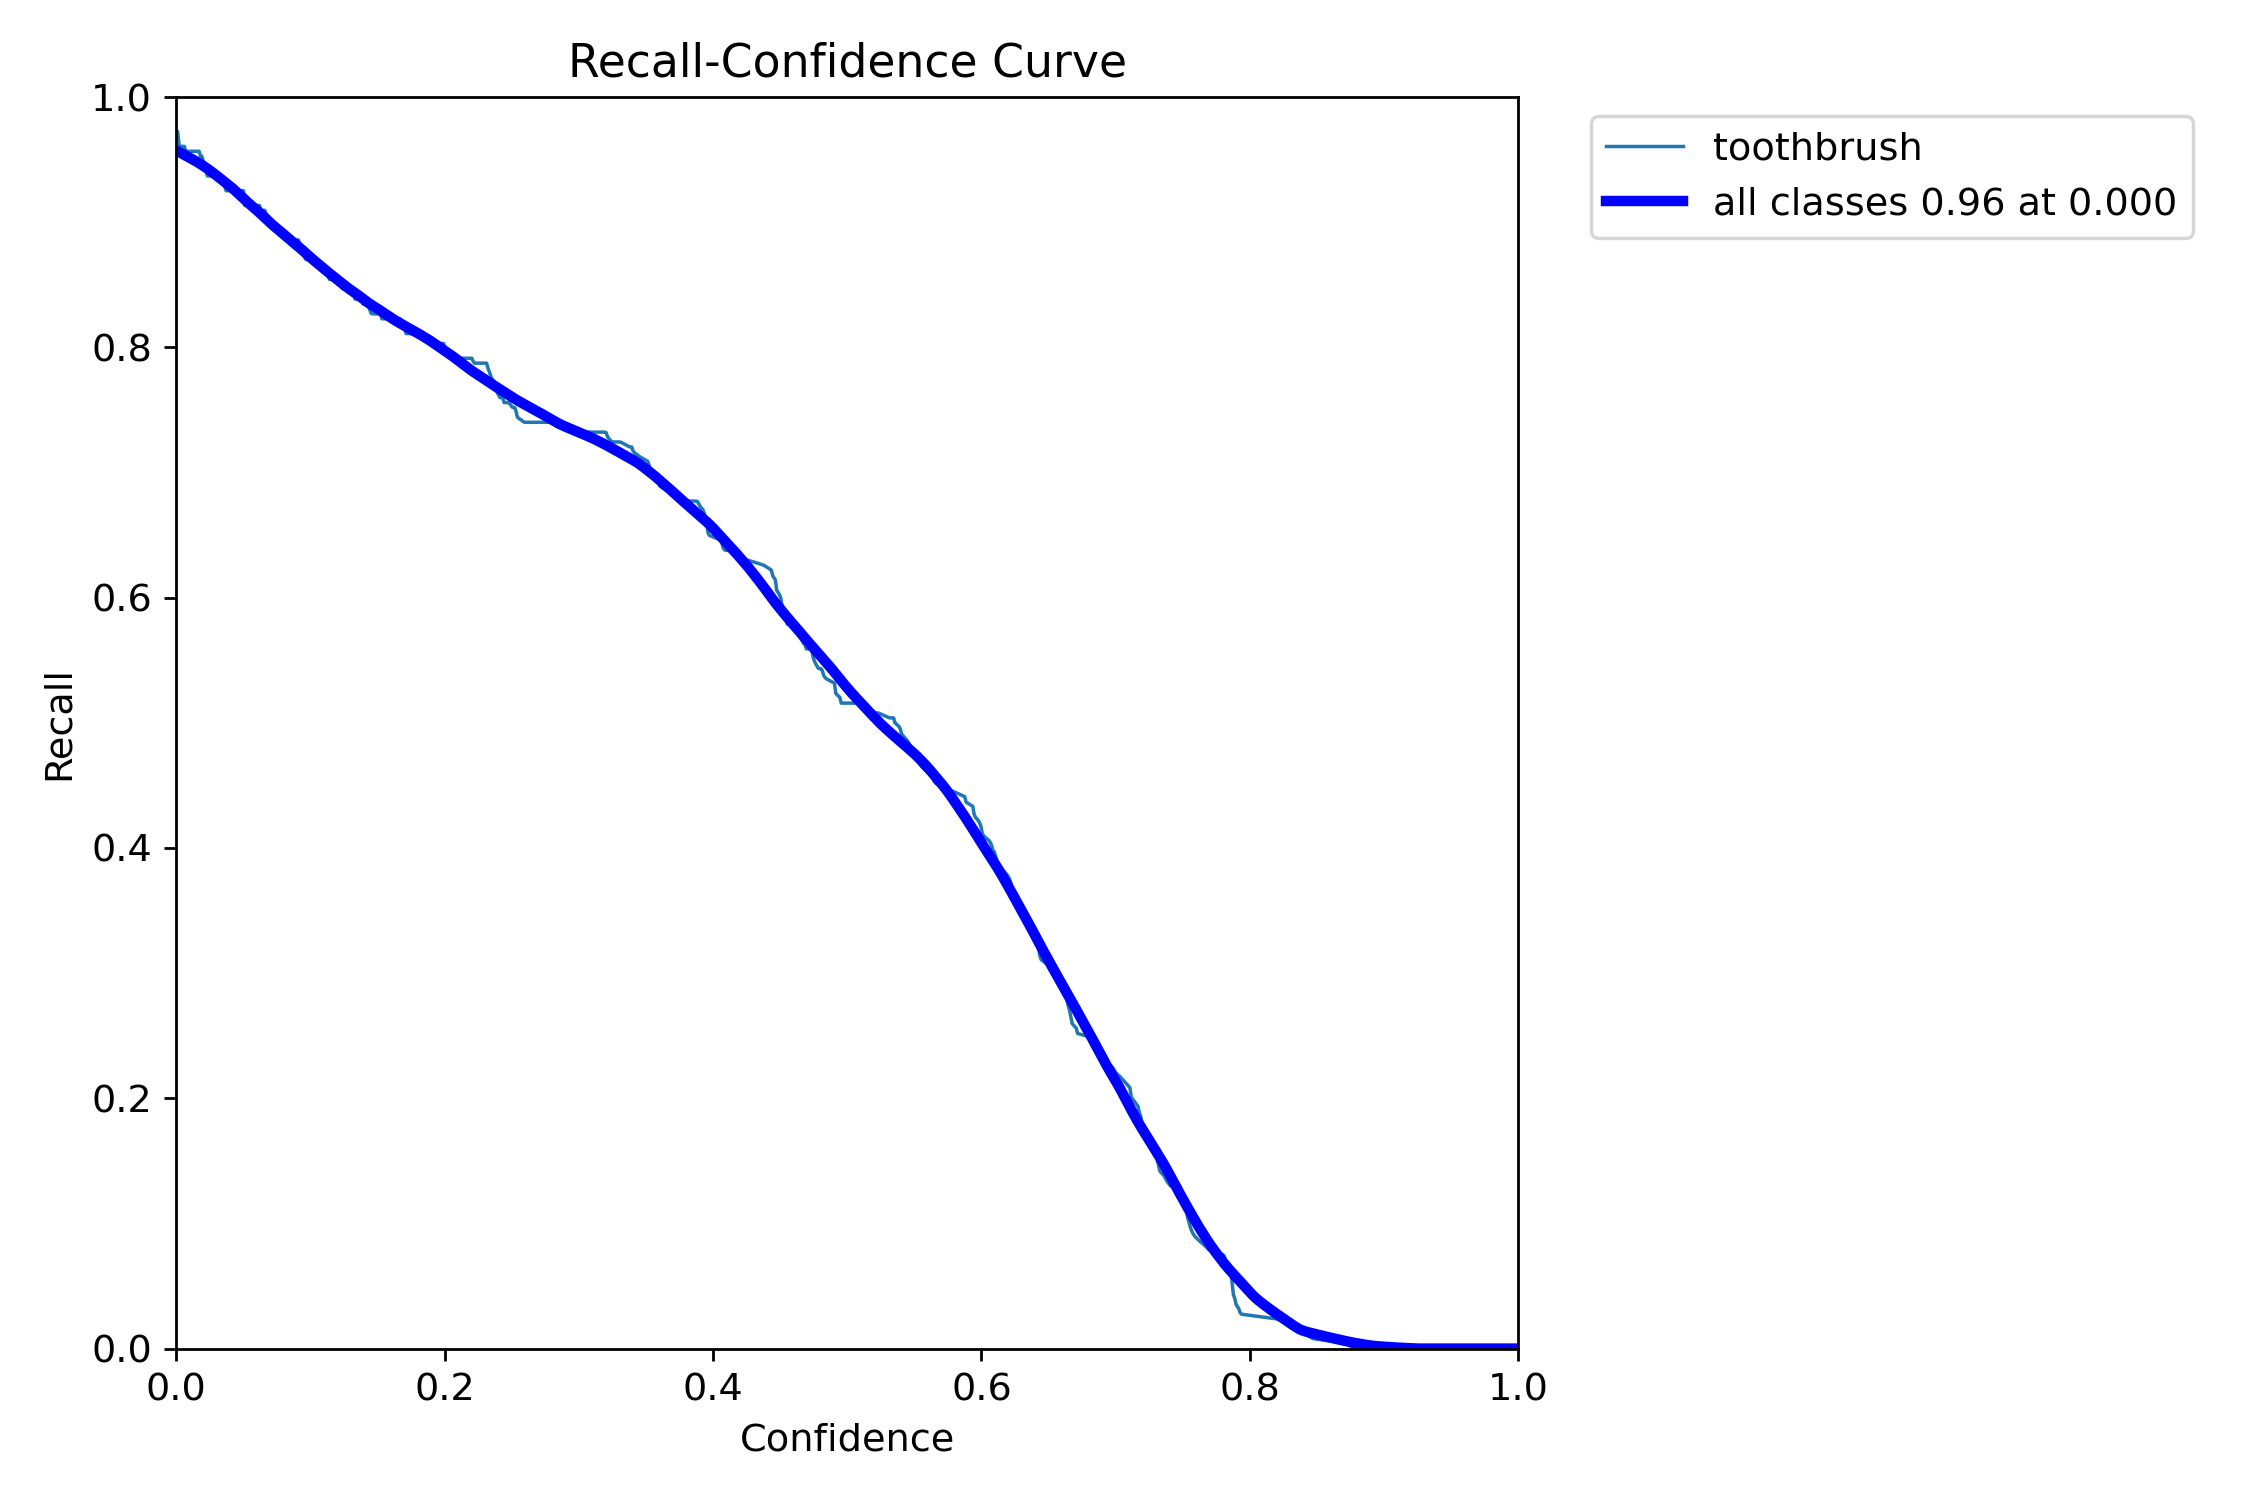 Recall-Confidence Curve
1.0
0.8
0.6
0.4
0.2
0.0
Recall
0.0 0.2 0.4 0.6 0.8 1.0
Confidence
toothbrush
all classes 0.96 at 0.000